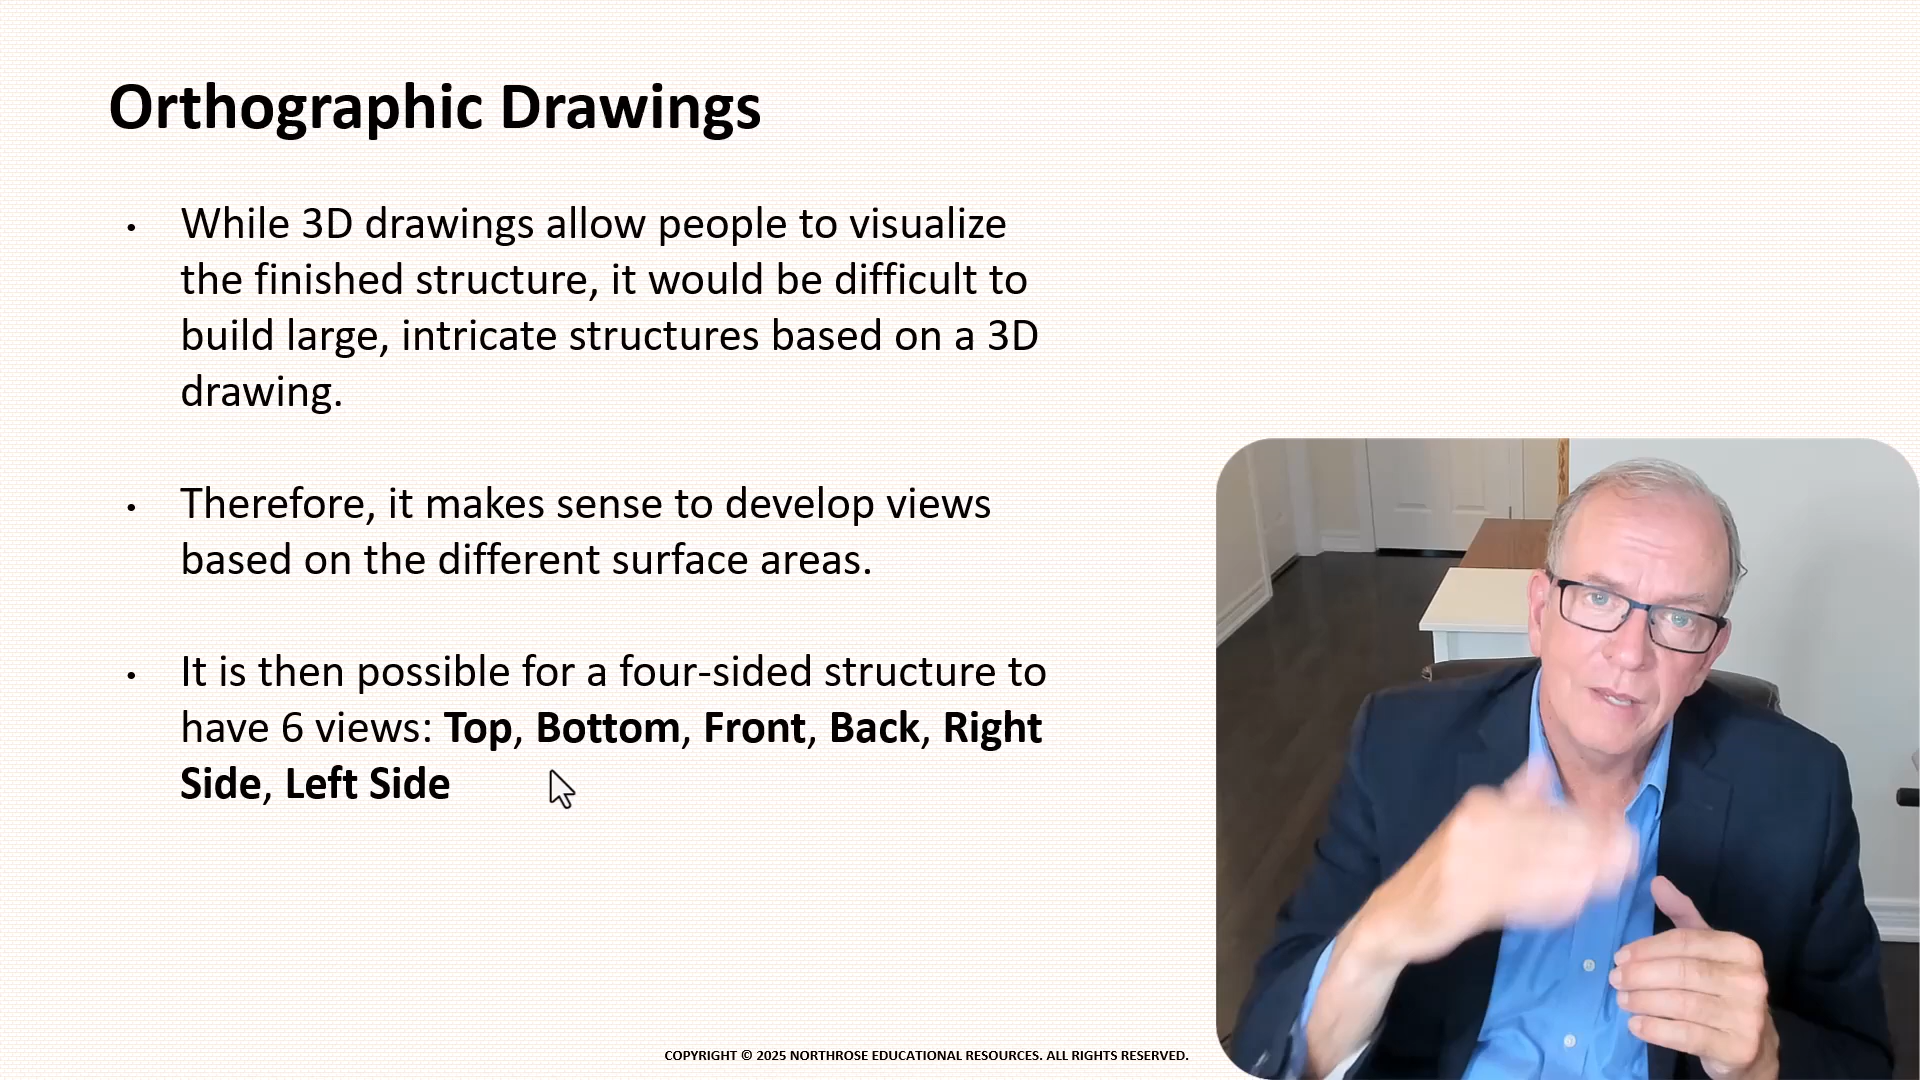 Orthographic Drawings
• While 3D drawings allow people to visualize
the finished structure, it would be difficult to
build large, intricate structures based on a 3D
drawing.
• Therefore, it makes sense to develop views
based on the different surface areas.
• It is then possible for a four-sided structure to
have 6 views: Top, Bottom, Front, Back, Right
Side, Left Side
COPYRIGHT © 2025 NORTHROSE EDUCATIONAL RESOURCES. ALL RIGHTS RESERVED.